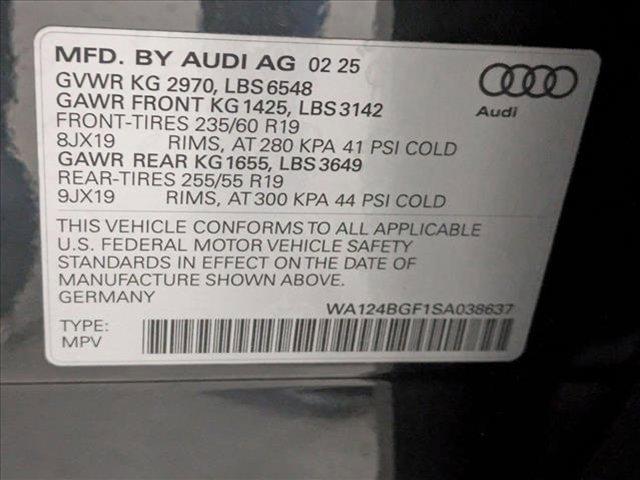 MFD. BY AUDI AG 02 25
GVWR KG 2970, LBS 6548
GAWR FRONT KG 1425, LBS 3142
FRONT-TIRES 235/60 R19
8JX19 RIMS, AT 280 KPA 41 PSI COLD
GAWR REAR KG 1655, LBS 3649
REAR-TIRES 255/55 R19
9JX19 RIMS, AT 300 KPA 44 PSI COLD
Audi
THIS VEHICLE CONFORMS TO ALL APPLICABLE
U.S. FEDERAL MOTOR VEHICLE SAFETY
STANDARDS IN EFFECT ON THE DATE OF
MANUFACTURE SHOWN ABOVE.
GERMANY
WA124BGF1SA038637
TYPE:
MPV